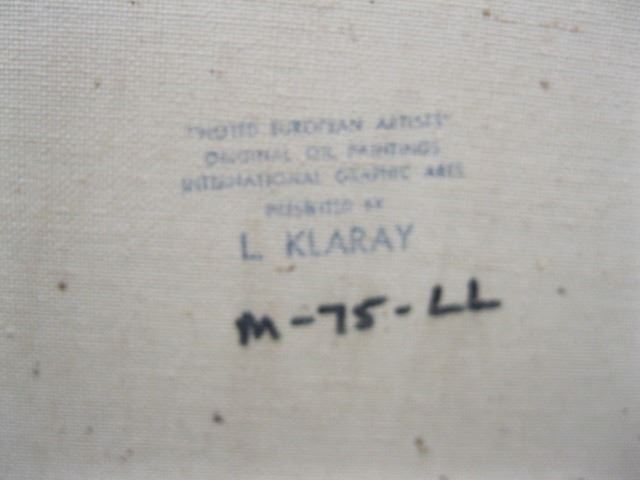 "NOTED EUROPEAN ARTISTS"
ORIGINAL OIL PAINTINGS
INTERNATIONAL GRAPHIC ARTS
PRESENTED BY
L KLARAY
M-75-LL